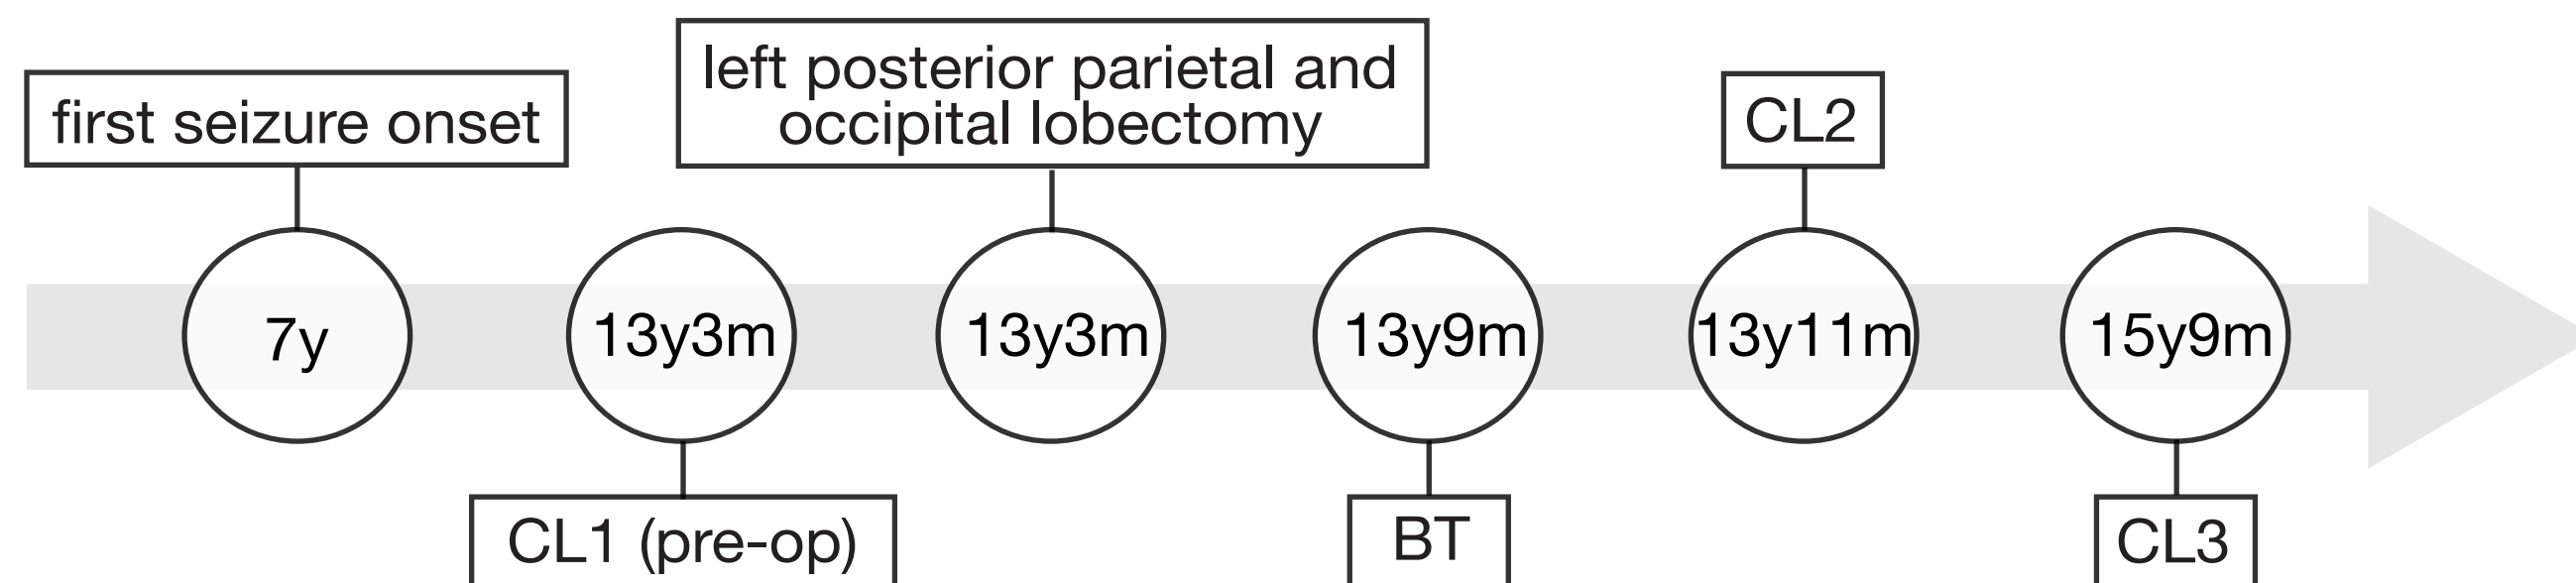 first seizure onset
left posterior parietal and
occipital lobectomy
CL2
7y
13y3m
13y3m
13y9m
13y11m
15y9m
CL1 (pre-op)
BT
CL3